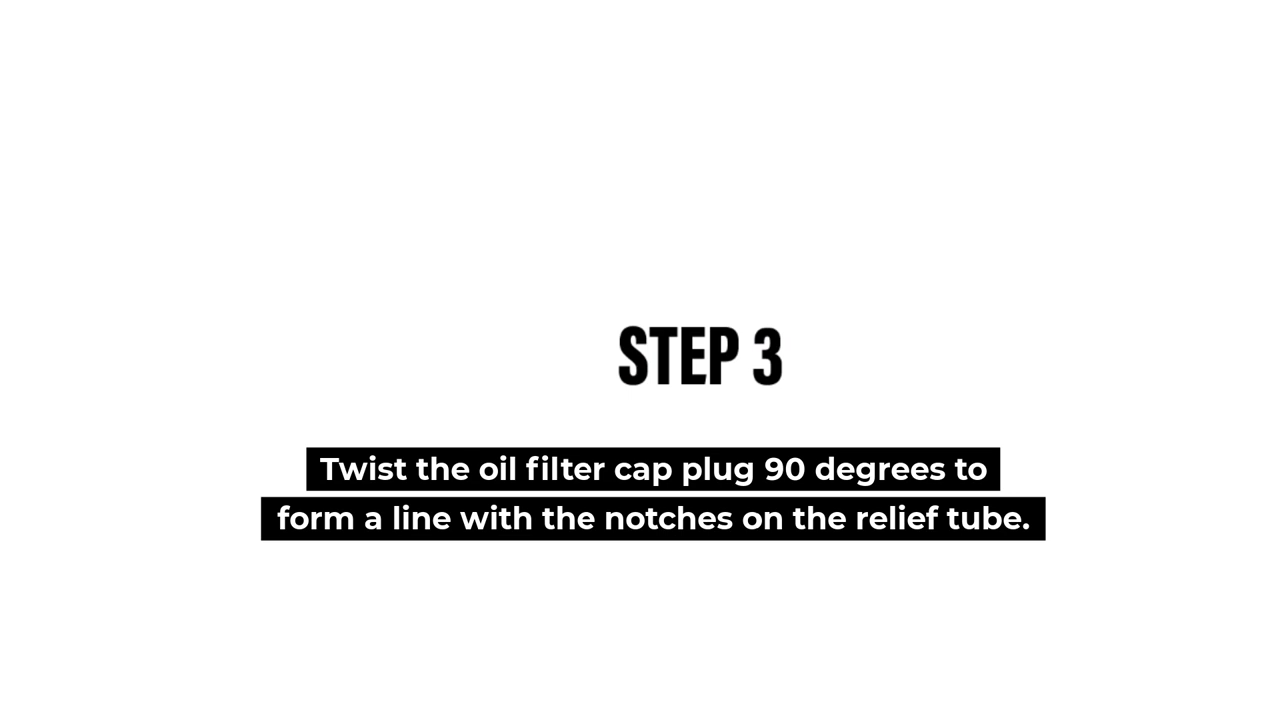 STEP 3
Twist the oil filter cap plug 90 degrees to
form a line with the notches on the relief tube.